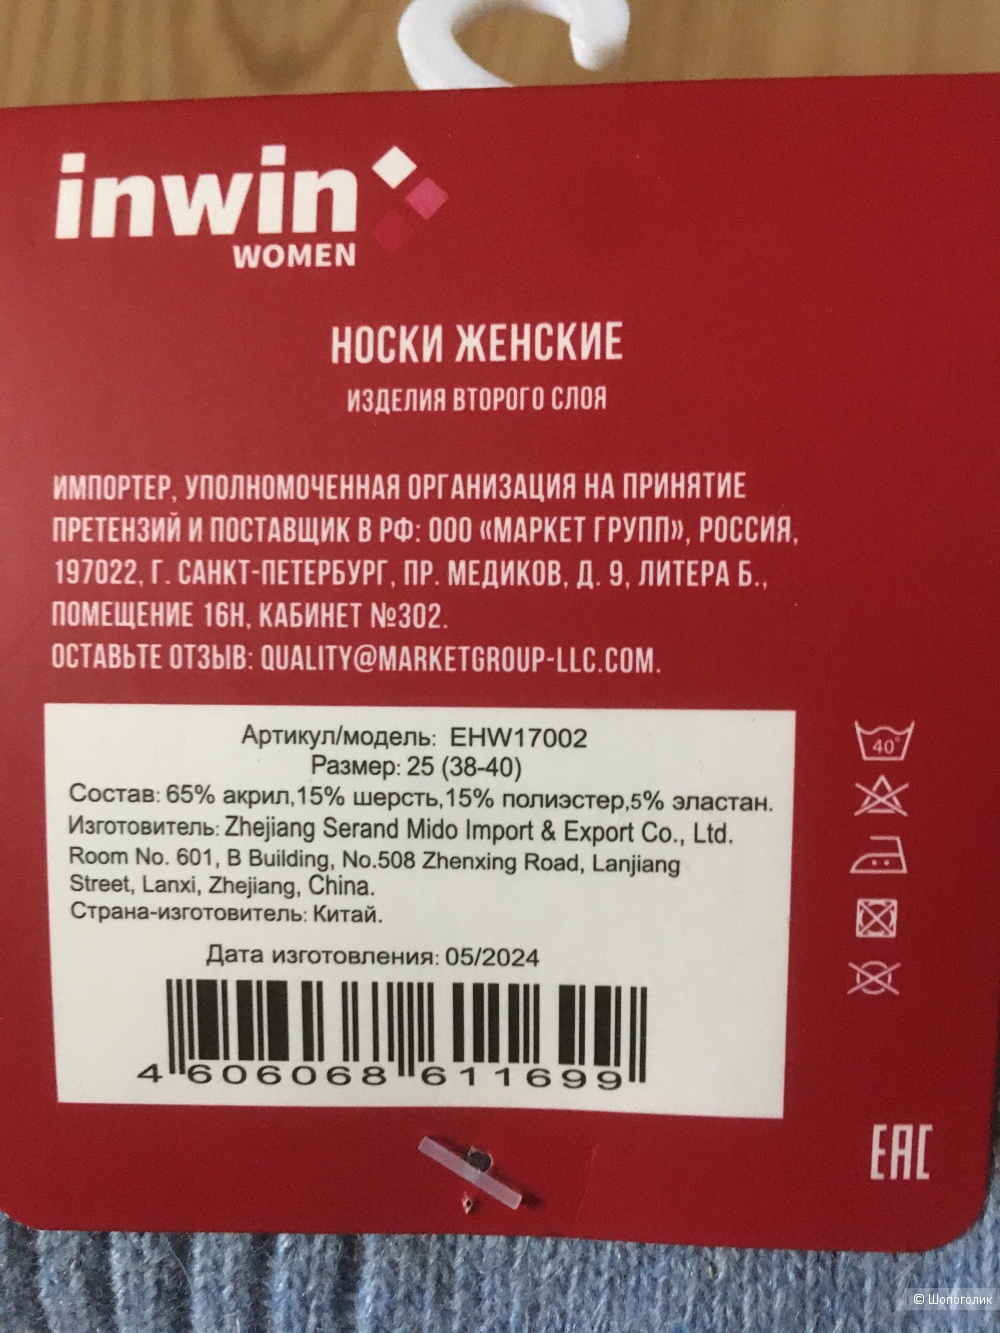 inwin
WOMEN
НОСКИ ЖЕНСКИЕ
ИЗДЕЛИЯ ВТОРОГО СЛОЯ
ИМПОРТЕР, УПОЛНОМОЧЕННАЯ ОРГАНИЗАЦИЯ НА ПРИНЯТИЕ
ПРЕТЕНЗИЙ И ПОСТАВЩИК В РФ: ООО «МАРКЕТ ГРУПП», РОССИЯ,
197022, Г. САНКТ-ПЕТЕРБУРГ, ПР. МЕДИКОВ, Д. 9, ЛИТЕРА Б.,
ПОМЕЩЕНИЕ 16Н, КАБИНЕТ №302.
ОСТАВЬТЕ ОТЗЫВ: QUALITY@MARKETGROUP-LLC.COM.
Артикул/модель: EHW17002
Размер: 25 (38-40)
Состав: 65% акрил,15% шерсть,15% полиэстер,5% эластан.
Изготовитель: Zhejiang Serand Mido Import & Export Co., Ltd.
Room No. 601, B Building, No.508 Zhenxing Road, Lanjiang
Street, Lanxi, Zhejiang, China.
Страна-изготовитель: Китай.
Дата изготовления: 05/2024
4 606068 611699
40°
EAC
© Шопоголик